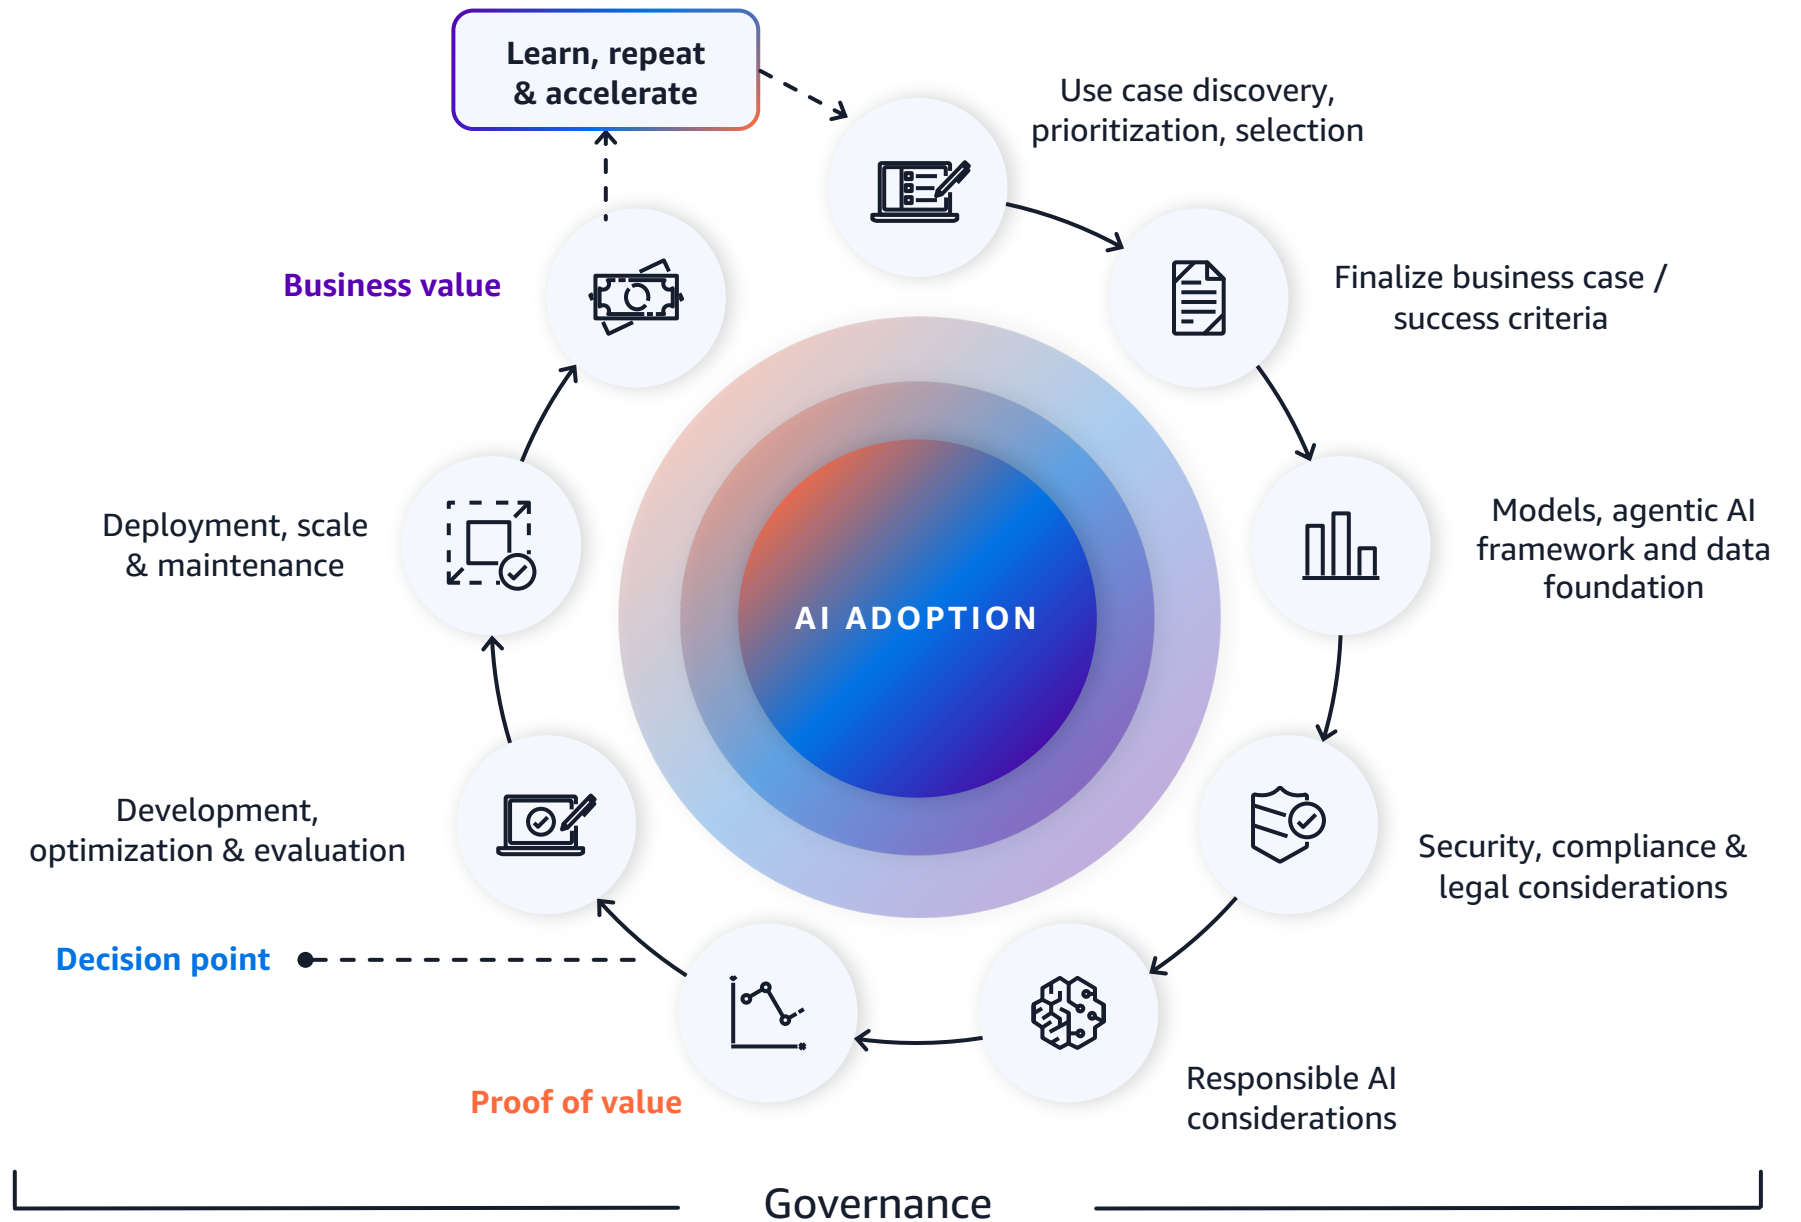 Learn, repeat
& accelerate
Use case discovery,
prioritization, selection
Finalize business case /
success criteria
Models, agentic AI
framework and data
foundation
Security, compliance &
legal considerations
Responsible AI
considerations
Proof of value
Decision point
Development,
optimization & evaluation
Deployment, scale
& maintenance
Business value
AI ADOPTION
Governance